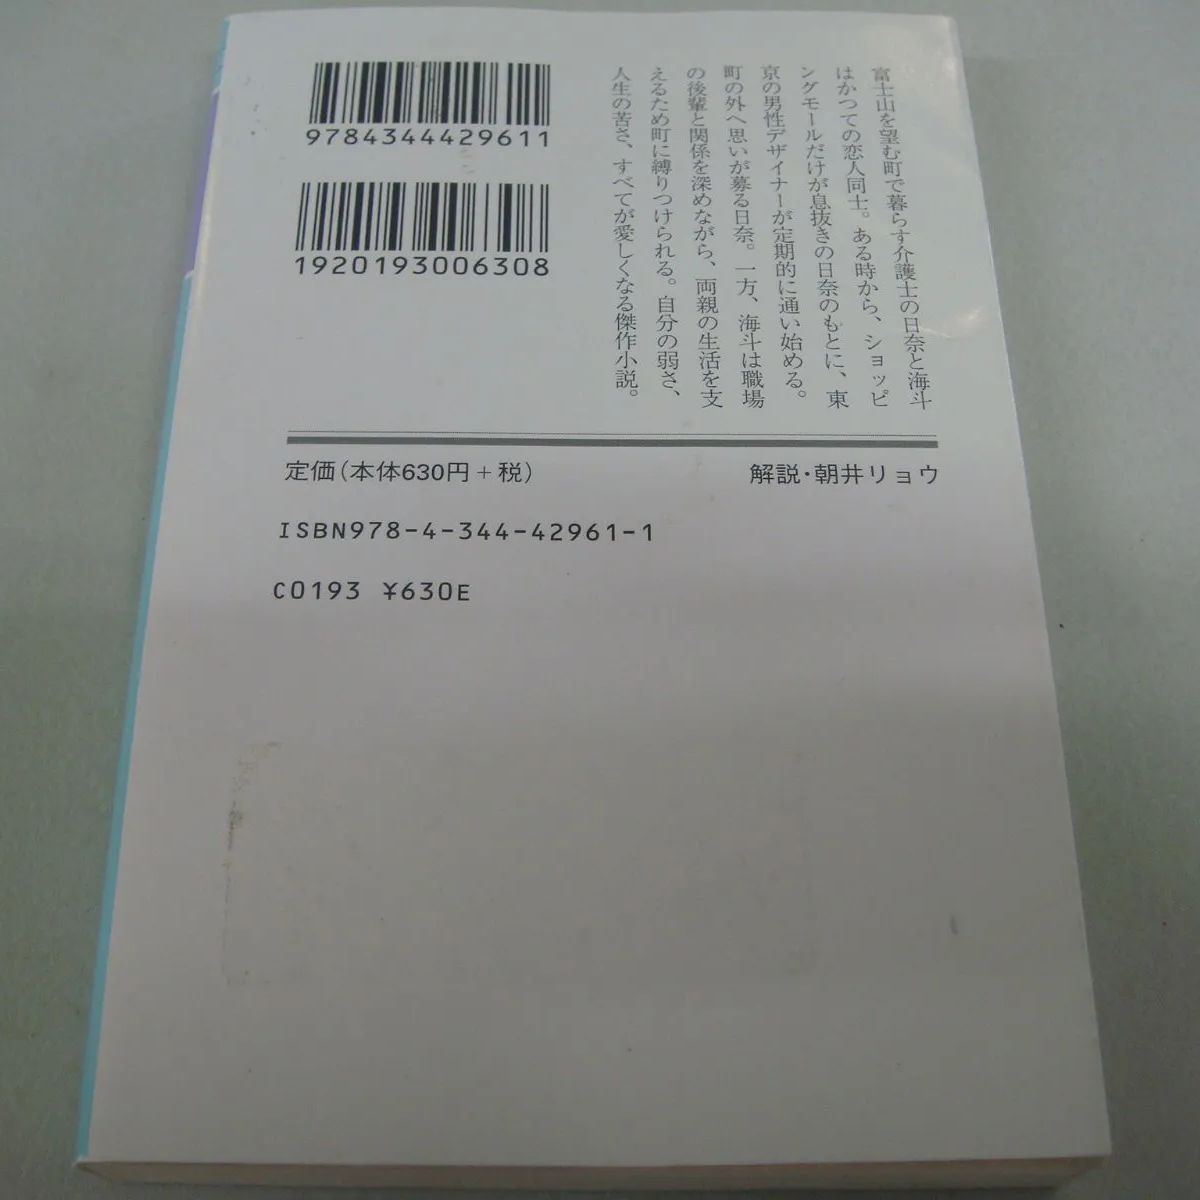 富士山を望む町で暮らす介護士の日奈と海斗
はかつての恋人同士。ある時から、ショッピ
ングモールだけが息抜きの日奈のもとに、東
京の男性デザイナーが定期的に通い始める。
町の外へ思いが募る日奈。一方、海斗は職場
の後輩と関係を深めながら、両親の生活を支
えるため町に縛りつけられる。自分の弱さ、
人生の苦さ、すべてが愛しくなる傑作小説。
9784344429611
1920193006308
定価(本体630円+税)
解説・朝井リョウ
ISBN978-4-344-42961-1
C0193 ¥630E